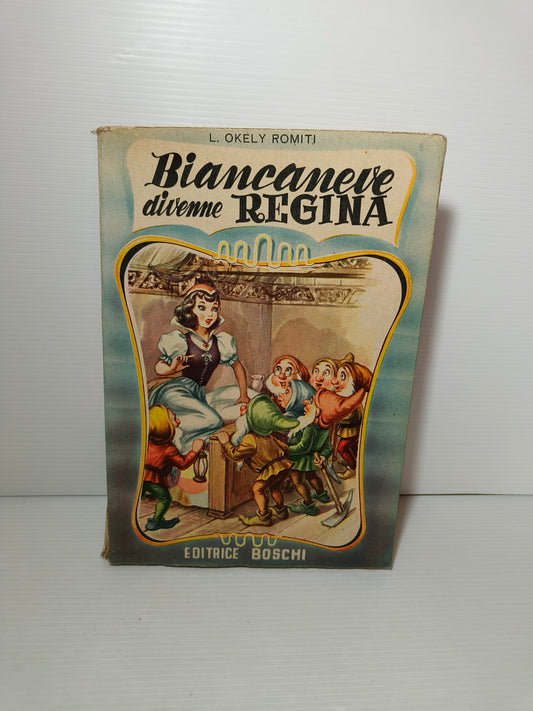 L. OKELY ROMITI
Biancaneve
divenne REGINA
EDITRICE BOSCHI